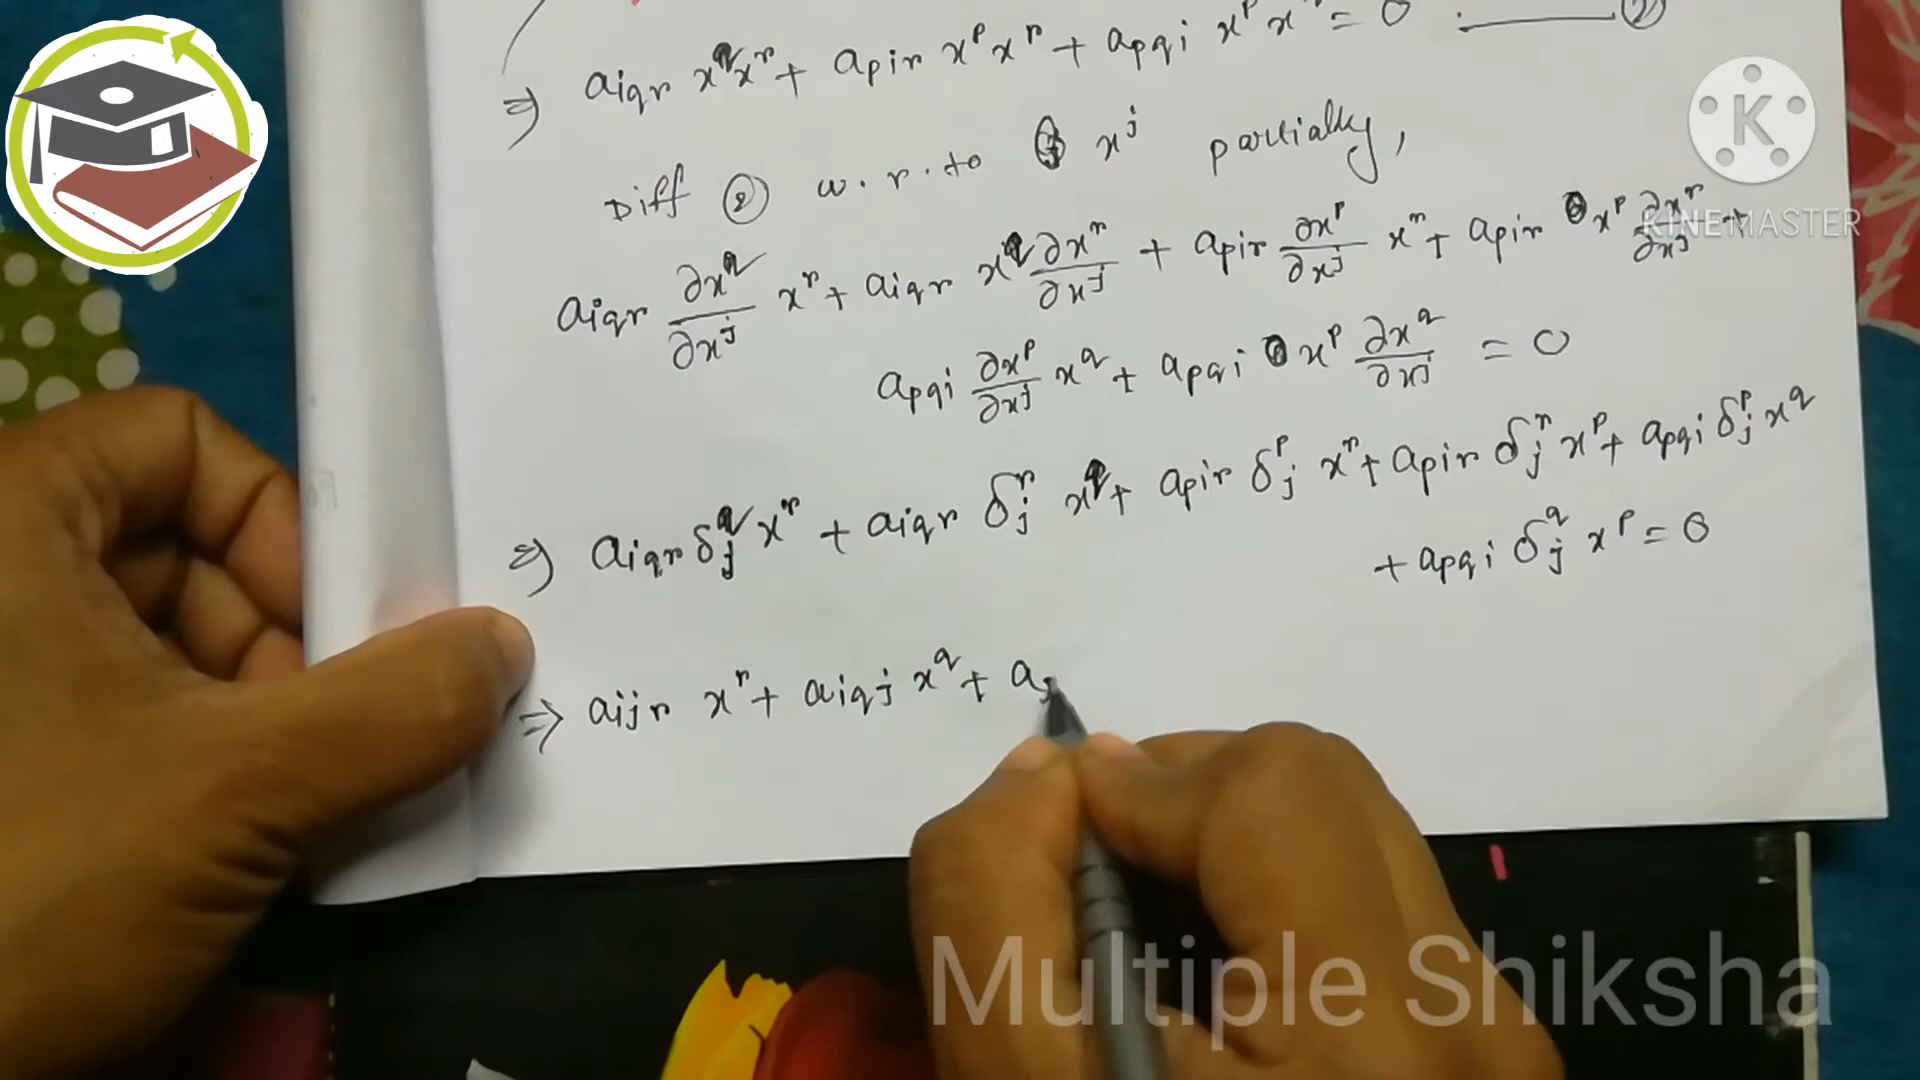 ⇒ aiqr x^q x^r + apir x^p x^r + apqi x^p x^q = 0 ——— ②
Diff ② w.r.to x^j partially,
aiqr ∂x^q/∂x^j x^r + aiqr x^q ∂x^r/∂x^j + apir ∂x^p/∂x^j x^r + apir x^p ∂x^r/∂x^j +
apqi ∂x^p/∂x^j x^q + apqi x^p ∂x^q/∂x^j = 0
⇒ aiqr δ^q_j x^r + aiqr δ^r_j x^q + apir δ^p_j x^r + apir δ^r_j x^p + apqi δ^p_j x^q
+ apqi δ^q_j x^p = 0
⇒ aijr x^r + aiqj x^q + aj
K
KINEMASTER
Multiple Shiksha